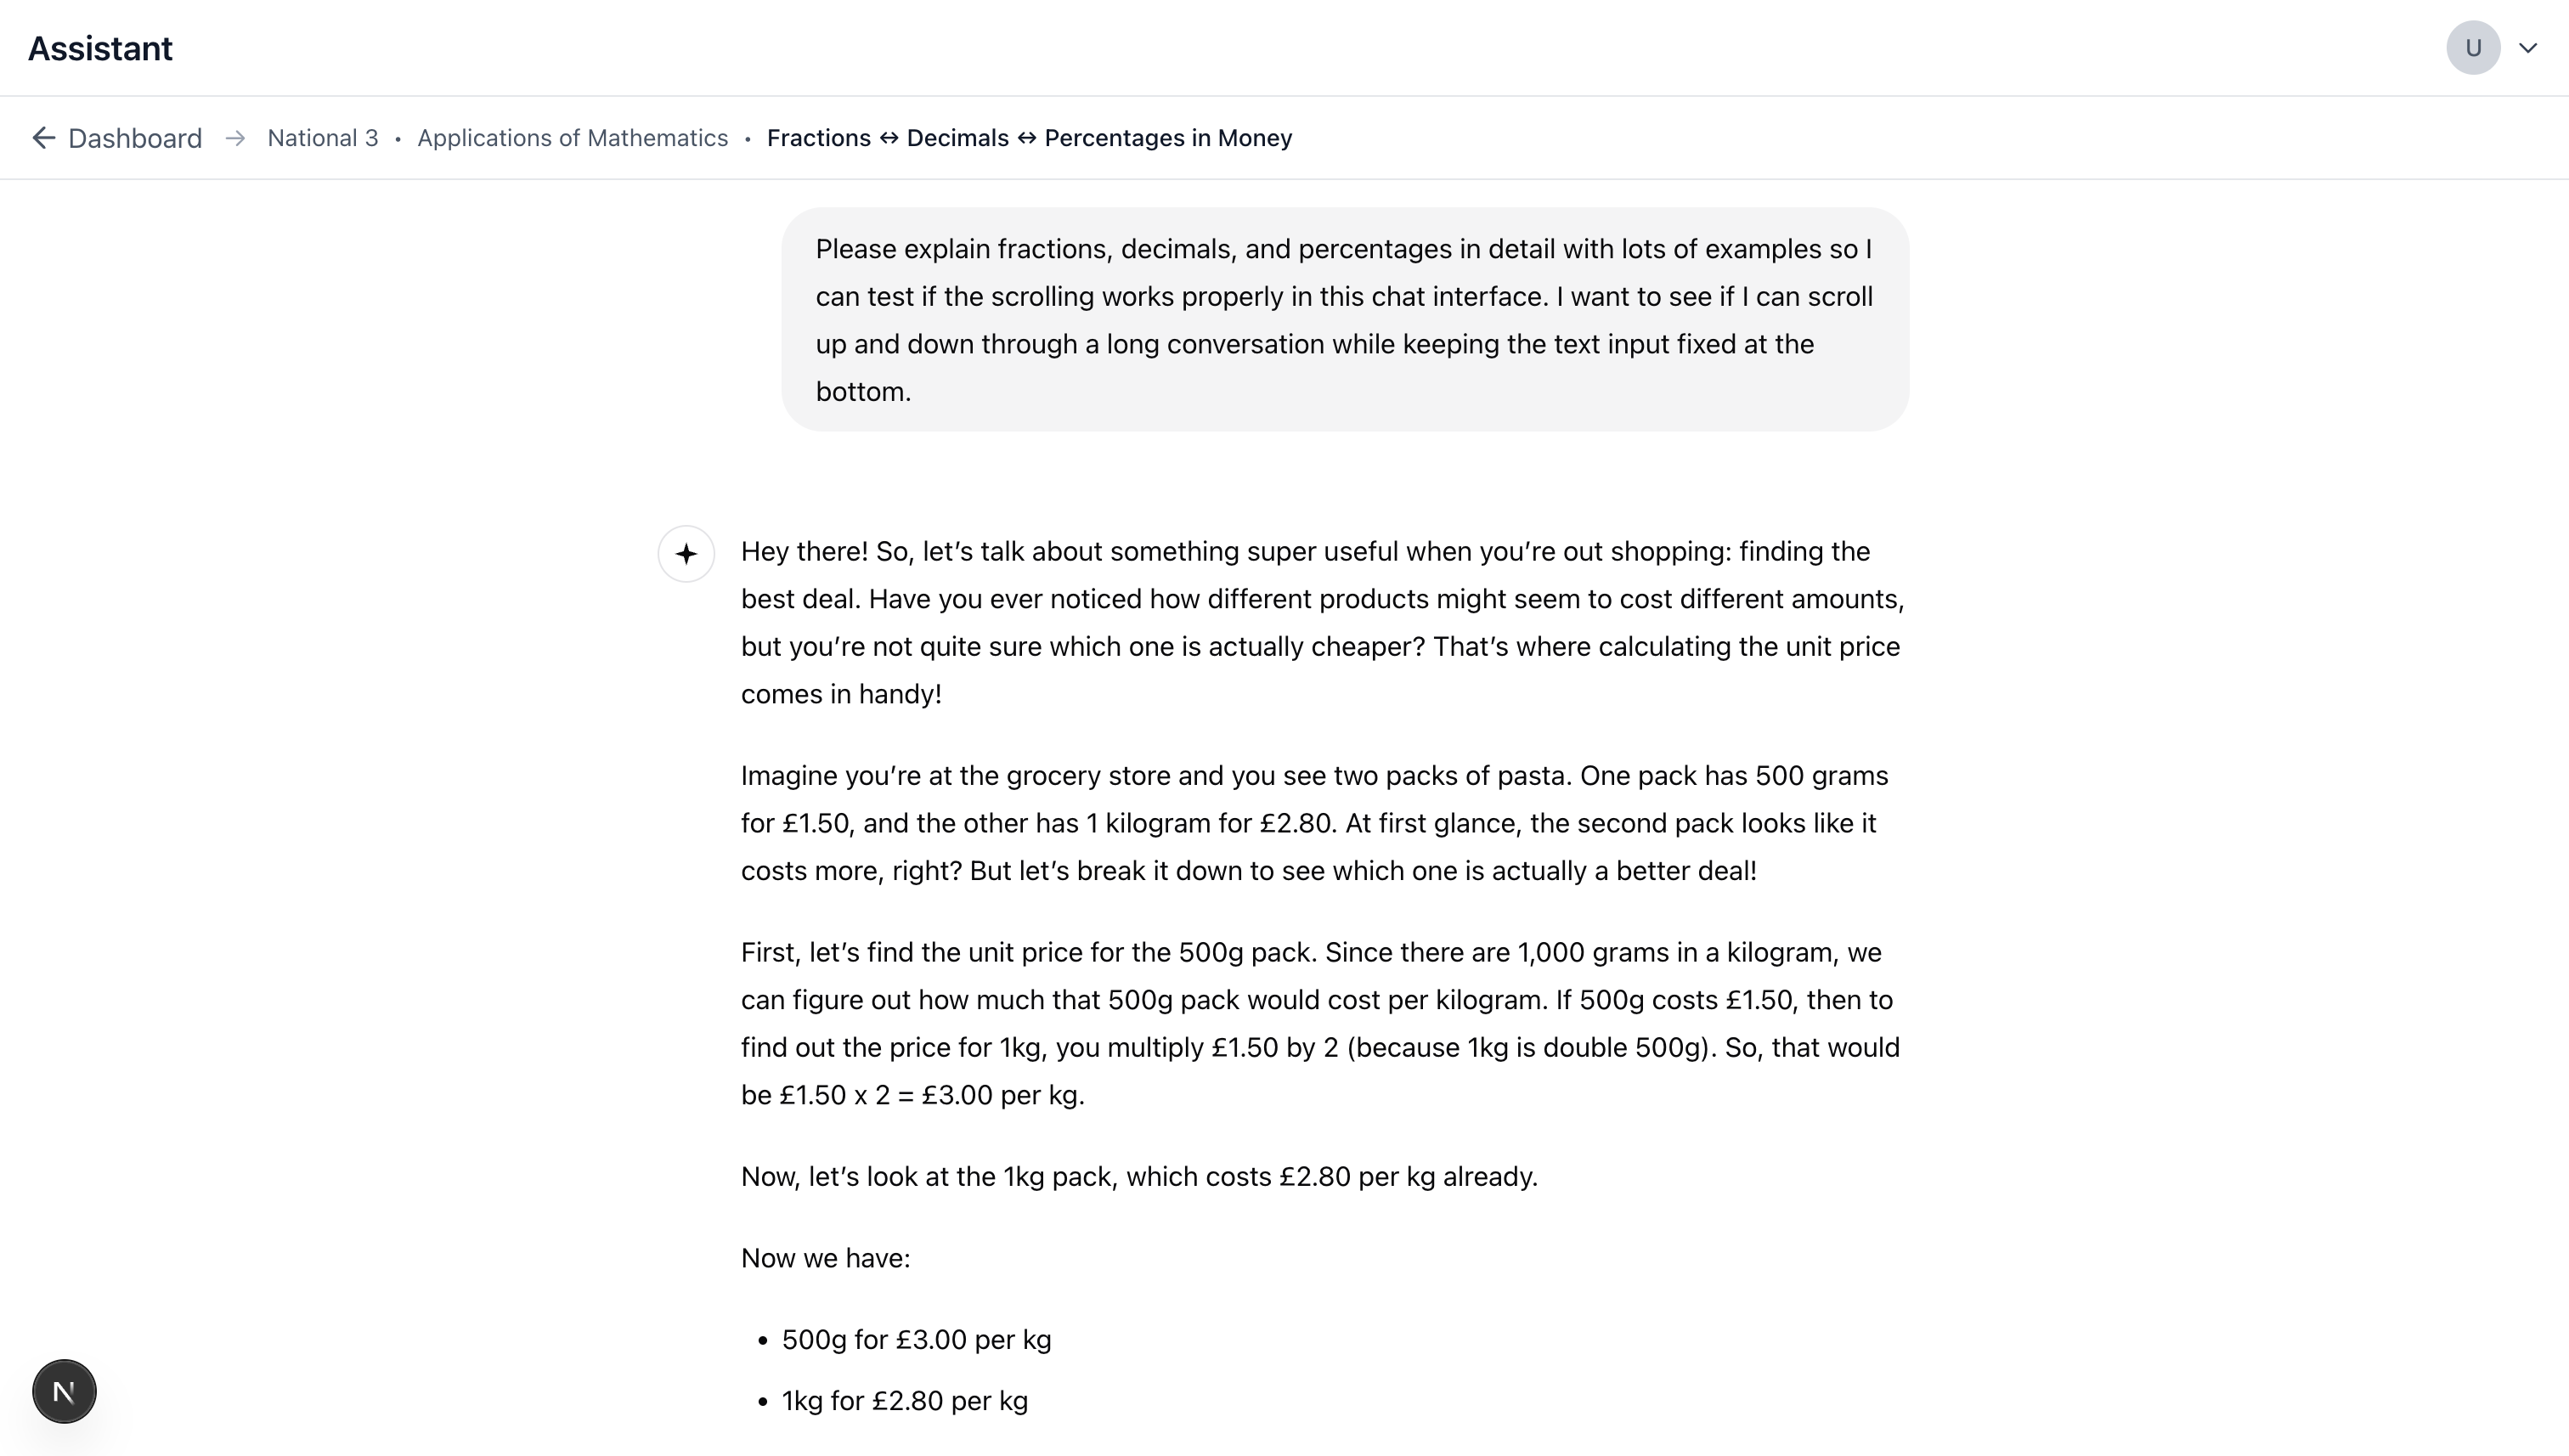 Assistant
U
Dashboard → National 3 • Applications of Mathematics • Fractions ↔ Decimals ↔ Percentages in Money
Please explain fractions, decimals, and percentages in detail with lots of examples so I
can test if the scrolling works properly in this chat interface. I want to see if I can scroll
up and down through a long conversation while keeping the text input fixed at the
bottom.
Hey there! So, let’s talk about something super useful when you’re out shopping: finding the
best deal. Have you ever noticed how different products might seem to cost different amounts,
but you’re not quite sure which one is actually cheaper? That’s where calculating the unit price
comes in handy!
Imagine you’re at the grocery store and you see two packs of pasta. One pack has 500 grams
for £1.50, and the other has 1 kilogram for £2.80. At first glance, the second pack looks like it
costs more, right? But let’s break it down to see which one is actually a better deal!
First, let’s find the unit price for the 500g pack. Since there are 1,000 grams in a kilogram, we
can figure out how much that 500g pack would cost per kilogram. If 500g costs £1.50, then to
find out the price for 1kg, you multiply £1.50 by 2 (because 1kg is double 500g). So, that would
be £1.50 x 2 = £3.00 per kg.
Now, let’s look at the 1kg pack, which costs £2.80 per kg already.
Now we have:
• 500g for £3.00 per kg
• 1kg for £2.80 per kg
N